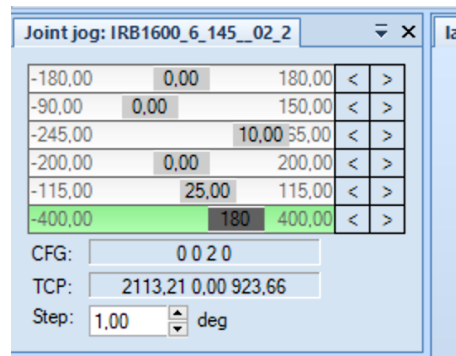 Joint jog: IRB1600_6_145__02_2
-180,00 0,00 180,00 < >
-90,00 0,00 150,00 < >
-245,00 10,00 65,00 < >
-200,00 0,00 200,00 < >
-115,00 25,00 115,00 < >
-400,00 180 400,00 < >
CFG: 0 0 2 0
TCP: 2113,21 0,00 923,66
Step: 1,00 deg